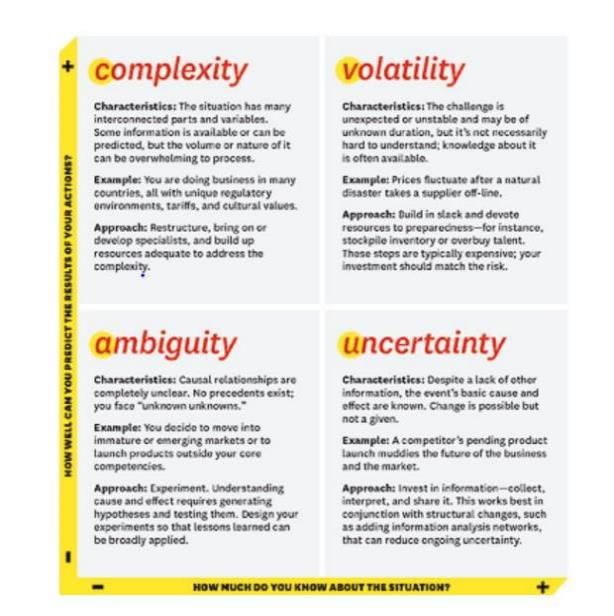 complexity
Characteristics: The situation has many
interconnected parts and variables.
Some information is available or can be
predicted, but the volume or nature of it
can be overwhelming to process.
Example: You are doing business in many
countries, all with unique regulatory
environments, tariffs, and cultural values.
Approach: Restructure, bring on or
develop specialists, and build up
resources adequate to address the
complexity.
volatility
Characteristics: The challenge is
unexpected or unstable and may be of
unknown duration, but it's not necessarily
hard to understand; knowledge about it
is often available.
Example: Prices fluctuate after a natural
disaster takes a supplier off-line.
Approach: Build in slack and devote
resources to preparedness—for instance,
stockpile inventory or overbuy talent.
These steps are typically expensive; your
investment should match the risk.
ambiguity
Characteristics: Causal relationships are
completely unclear. No precedents exist;
you face "unknown unknowns."
Example: You decide to move into
immature or emerging markets or to
launch products outside your core
competencies.
Approach: Experiment. Understanding
cause and effect requires generating
hypotheses and testing them. Design your
experiments so that lessons learned can
be broadly applied.
uncertainty
Characteristics: Despite a lack of other
information, the event's basic cause and
effect are known. Change is possible but
not a given.
Example: A competitor's pending product
launch muddies the future of the business
and the market.
Approach: Invest in information—collect,
interpret, and share it. This works best in
conjunction with structural changes, such
as adding information analysis networks,
that can reduce ongoing uncertainty.
+
HOW WELL CAN YOU PREDICT THE RESULTS OF YOUR ACTIONS?
–
– HOW MUCH DO YOU KNOW ABOUT THE SITUATION? +